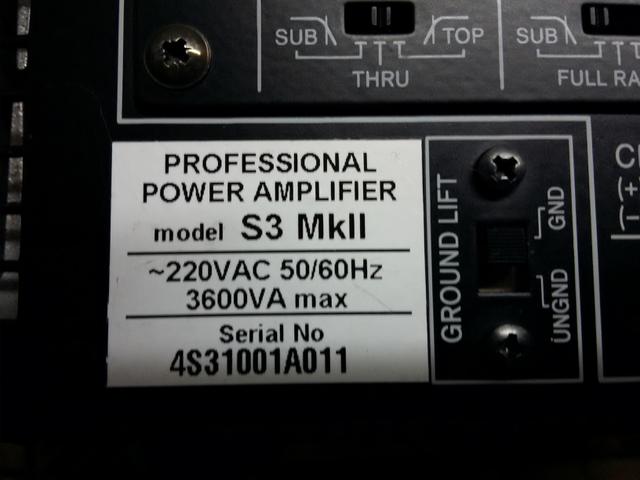 SUB TOP
THRU
SUB
FULL
PROFESSIONAL
POWER AMPLIFIER
model S3 MkII
~220VAC 50/60Hz
3600VA max
Serial No
4S31001A011
GROUND LIFT
GND
UNGND